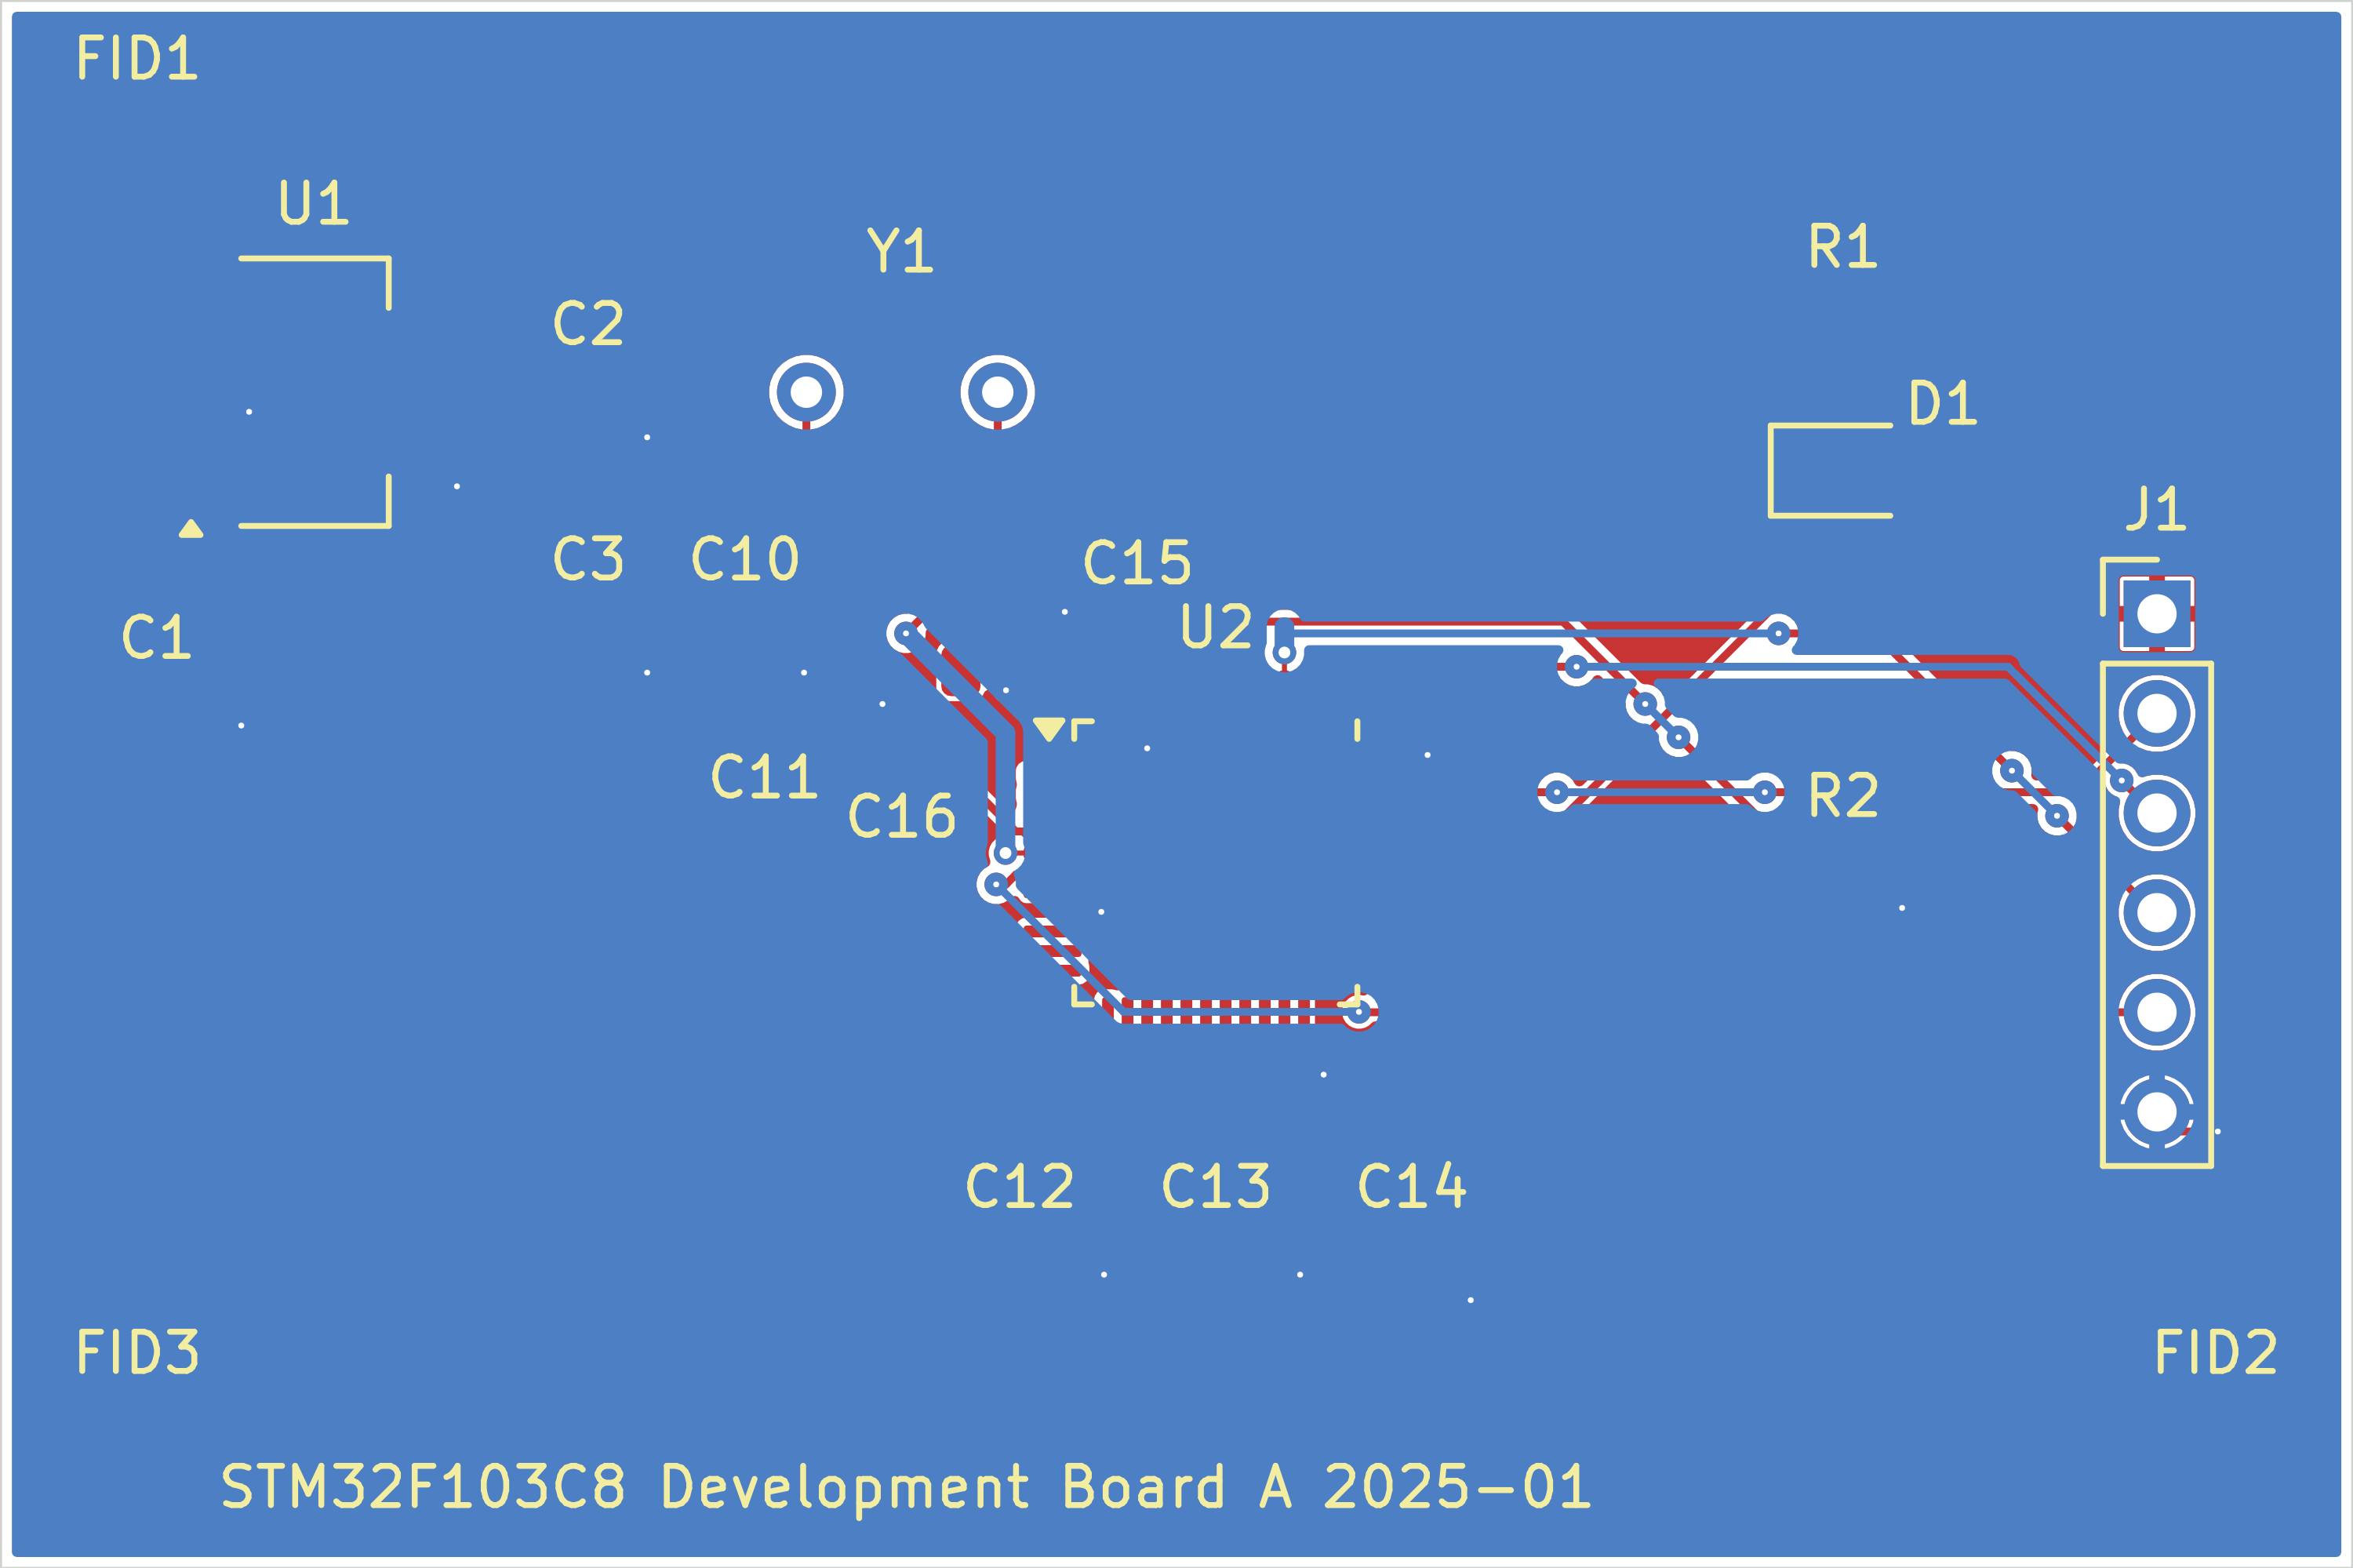 FID1
U1
Y1
R1
C2
D1
J1
C3
C10
C15
C1
U2
C11
C16
R2
C12
C13
C14
FID3
FID2
STM32F103C8 Development Board A 2025-01